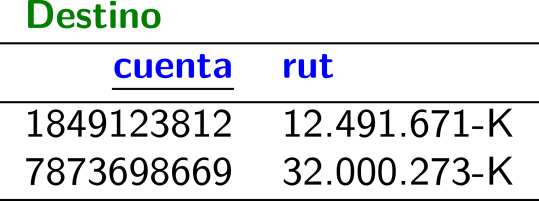 Destino
cuenta rut
1849123812 12.491.671-K
7873698669 32.000.273-K